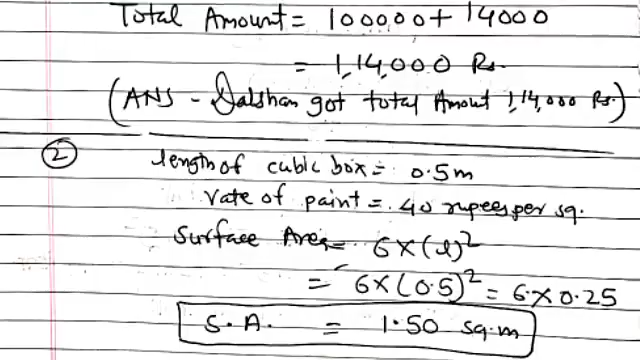 Total Amount = 100000 + 14000
= 1,14,000 Rs.
(ANS - Dalshan got total Amount 1,14,000 Rs.)
② length of cubic box = 0.5m
rate of paint = 40 rupees per sq.
Surface Area = 6×(l)²
= 6×(0.5)² = 6×0.25
S.A. = 1.50 sq.m